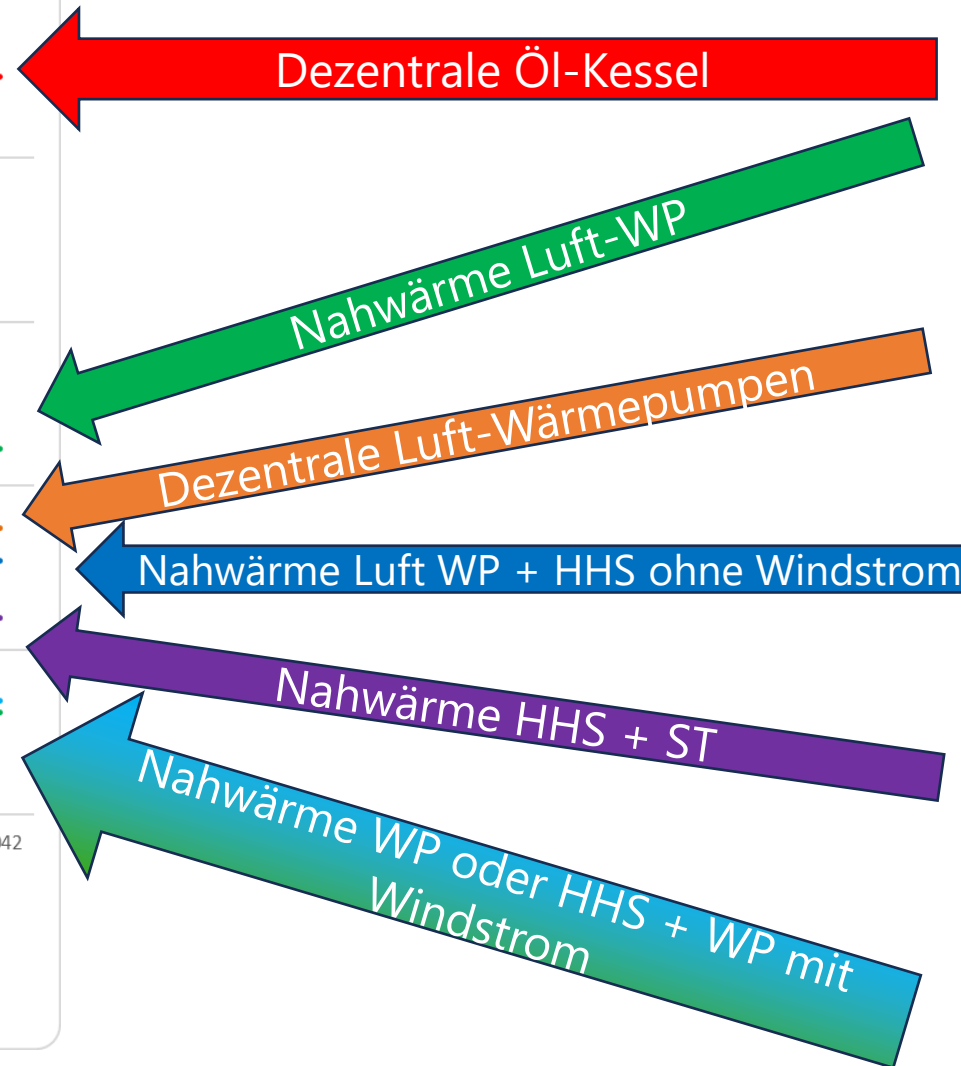 Dezentrale Öl-Kessel
Nahwärme Luft-WP
Dezentrale Luft-Wärmepumpen
Nahwärme Luft WP + HHS ohne Windstrom
Nahwärme HHS + ST
Nahwärme WP oder HHS + WP mit
Windstrom
42